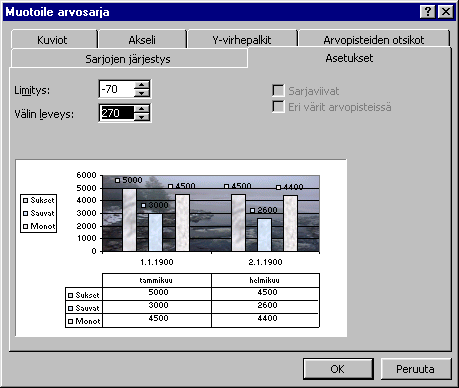 Muotoile arvosarja
Kuviot Akseli Y-virhepalkit Arvopisteiden otsikot
Sarjojen järjestys Asetukset
Limitys: -70 Sarjaviivat
Välin leveys: 270 Eri värit arvopisteissä
6000
5000
4000
3000
2000
1000
0
Sukset
Sauvat
Monot
5000 3000 4500 4500 2600 4400
1.1.1900 2.1.1900
tammikuu helmikuu
Sukset 5000 4500
Sauvat 3000 2600
Monot 4500 4400
OK Peruuta